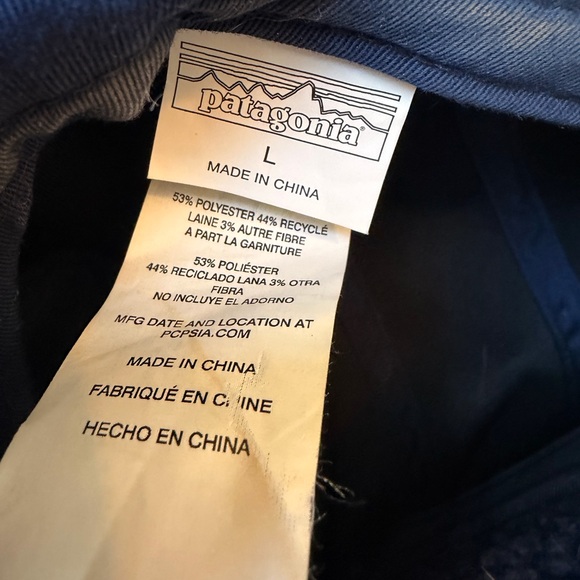 patagonia®
L
MADE IN CHINA
53% POLYESTER 44% RECYCLÉ
LAINE 3% AUTRE FIBRE
A PART LA GARNITURE
53% POLIÉSTER
44% RECICLADO LANA 3% OTRA
FIBRA
NO INCLUYE EL ADORNO
MFG DATE AND LOCATION AT
PCPSIA.COM
MADE IN CHINA
FABRIQUÉ EN CHINE
HECHO EN CHINA